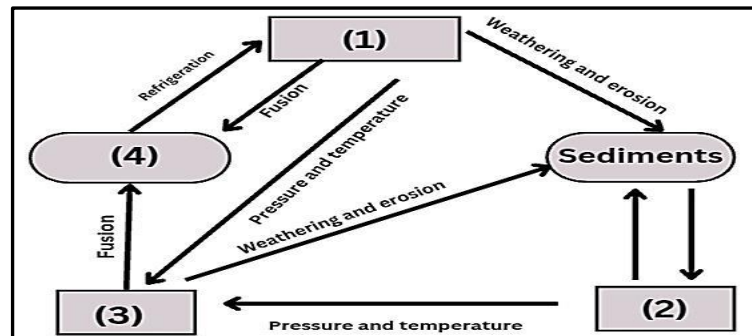 (1)
Refrigeration
Fusion
Weathering and erosion
(4)
Pressure and temperature
Sediments
Weathering and erosion
Fusion
(3)
(2)
Pressure and temperature